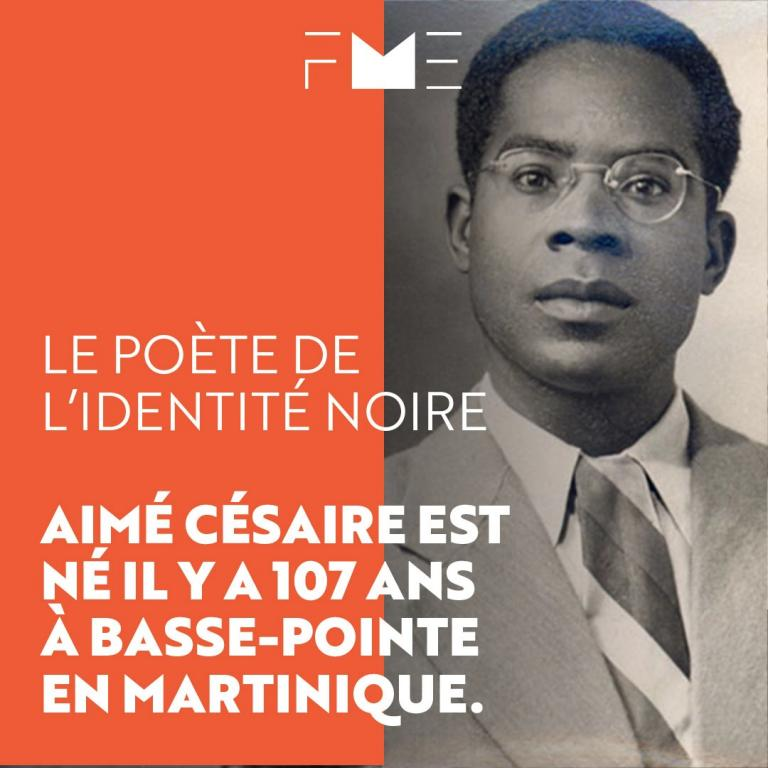 FME
LE POÈTE DE
L'IDENTITÉ NOIRE
AIMÉ CÉSAIRE EST
NÉ IL Y A 107 ANS
À BASSE-POINTE
EN MARTINIQUE.